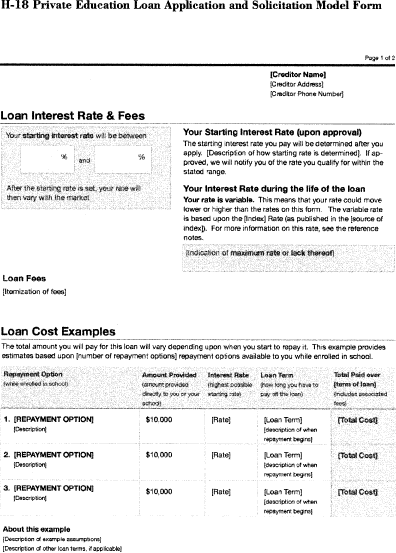 H-18 Private Education Loan Application and Solicitation Model Form
Page 1 of 2
[Creditor Name]
[Creditor Address]
[Creditor Phone Number]
Loan Interest Rate & Fees
Your starting interest rate will be between
% and %
After the starting rate is set, your rate will
then vary with the market
Your Starting Interest Rate (upon approval)
The starting interest rate you pay will be determined after you
apply. [Description of how starting rate is determined]. If ap-
proved, we will notify you of the rate you qualify for within the
stated range.
Your Interest Rate during the life of the loan
Your rate is variable. This means that your rate could move
lower or higher than the rates on this form. The variable rate
is based upon the [Index] Rate (as published in the [source of
index]). For more information on this rate, see the reference
notes.
[Indication of maximum rate or lack thereof]
Loan Fees
[Itemization of fees]
Loan Cost Examples
The total amount you will pay for this loan will vary depending upon when you start to repay it. This example provides
estimates based upon [number of repayment options] repayment options available to you while enrolled in school.
Repayment Option
(while enrolled in school)
Amount Provided
(amount provided
directly to you or your
school)
Interest Rate
(highest possible
starting rate)
Loan Term
(how long you have to
pay off the loan)
Total Paid over
[term of loan]
(includes associated
fees)
1. [REPAYMENT OPTION]
[Description]
$10,000
[Rate]
[Loan Term]
[description of when
repayment begins]
[Total Cost]
2. [REPAYMENT OPTION]
[Description]
$10,000
[Rate]
[Loan Term]
[description of when
repayment begins]
[Total Cost]
3. [REPAYMENT OPTION]
[Description]
$10,000
[Rate]
[Loan Term]
[description of when
repayment begins]
[Total Cost]
About this example
[Description of example assumptions]
[Description of other loan terms, if applicable]